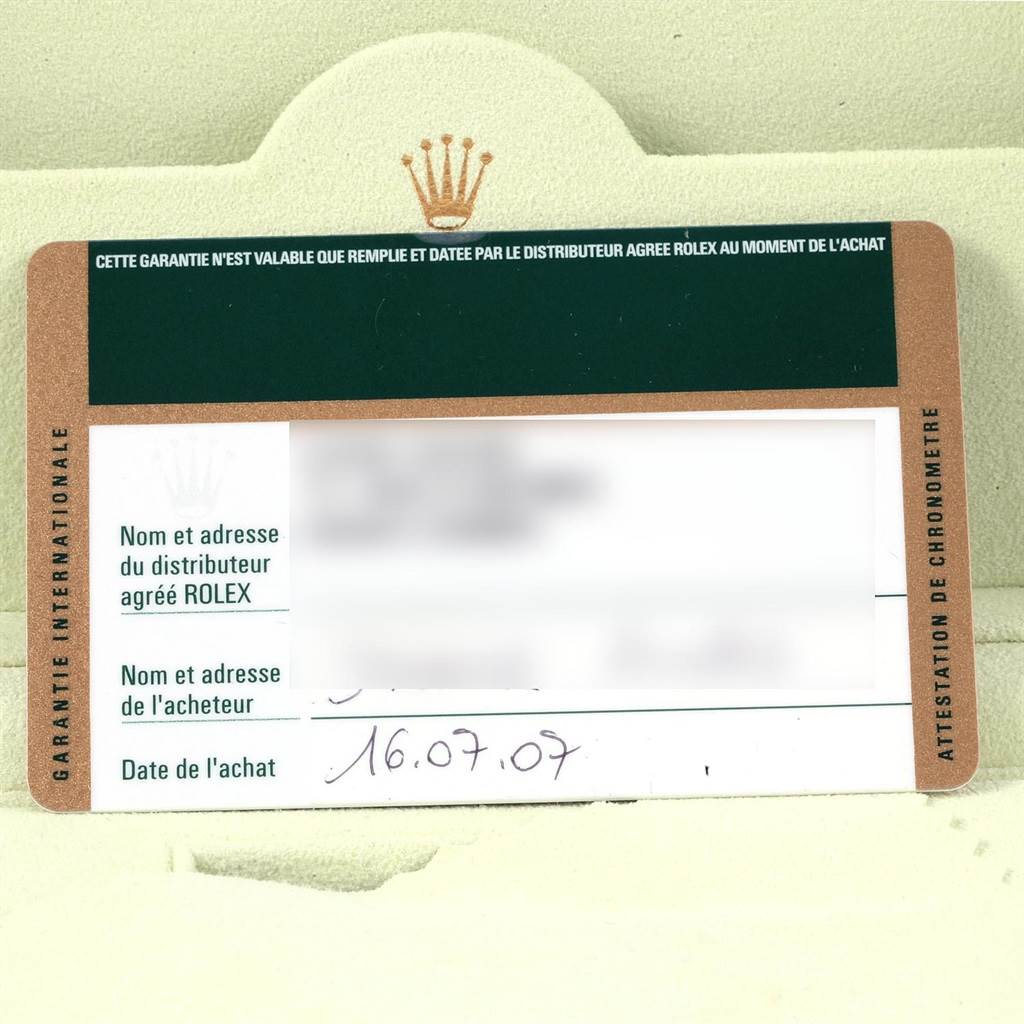 CETTE GARANTIE N'EST VALABLE QUE REMPLIE ET DATEE PAR LE DISTRIBUTEUR AGREE ROLEX AU MOMENT DE L'ACHAT
GARANTIE INTERNATIONALE
Nom et adresse
du distributeur
agréé ROLEX
Nom et adresse
de l'acheteur
Date de l'achat 16.07.07
ATTESTATION DE CHRONOMETRE